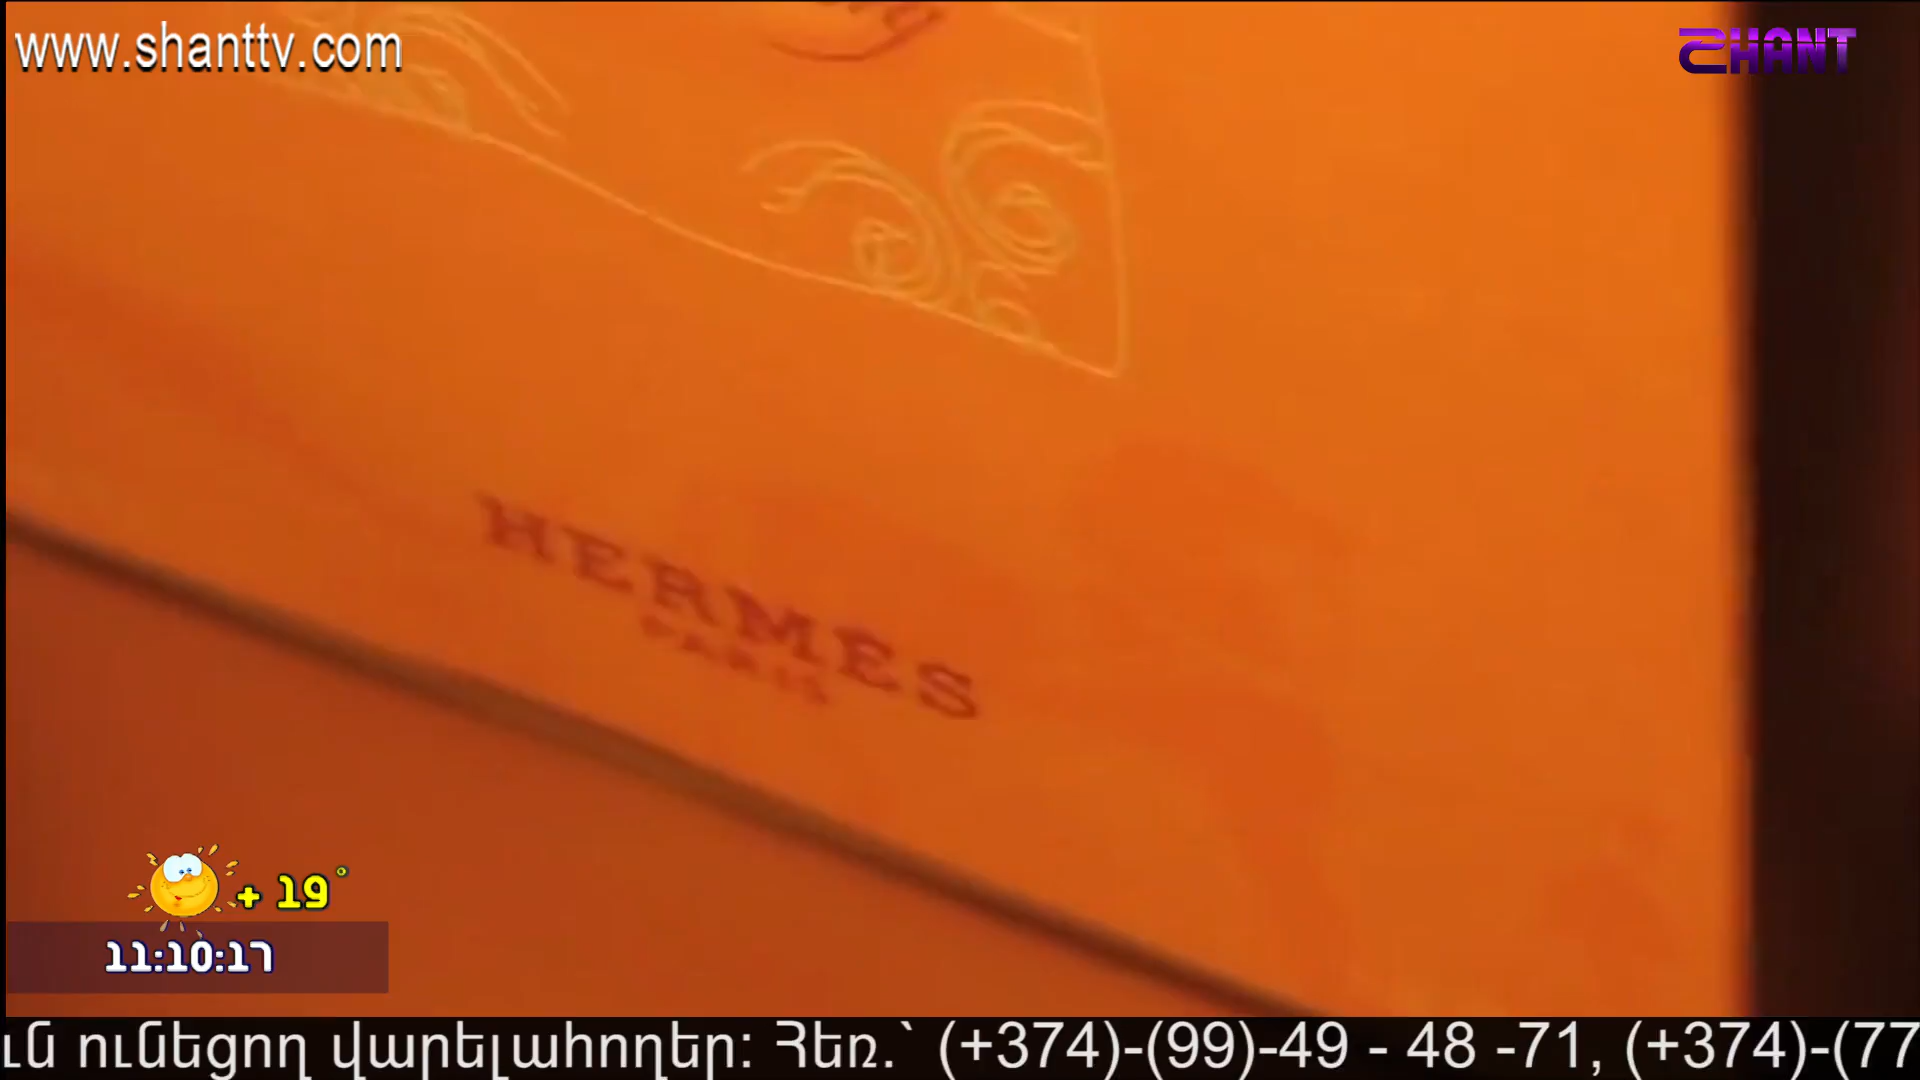 www.shanttv.com
SHANT
HERMES
PARIS
+ 19°
11:10:17
ւն ունեցող վարելահողեր: Հեռ.՝ (+374)-(99)-49 - 48 -71, (+374)-(77